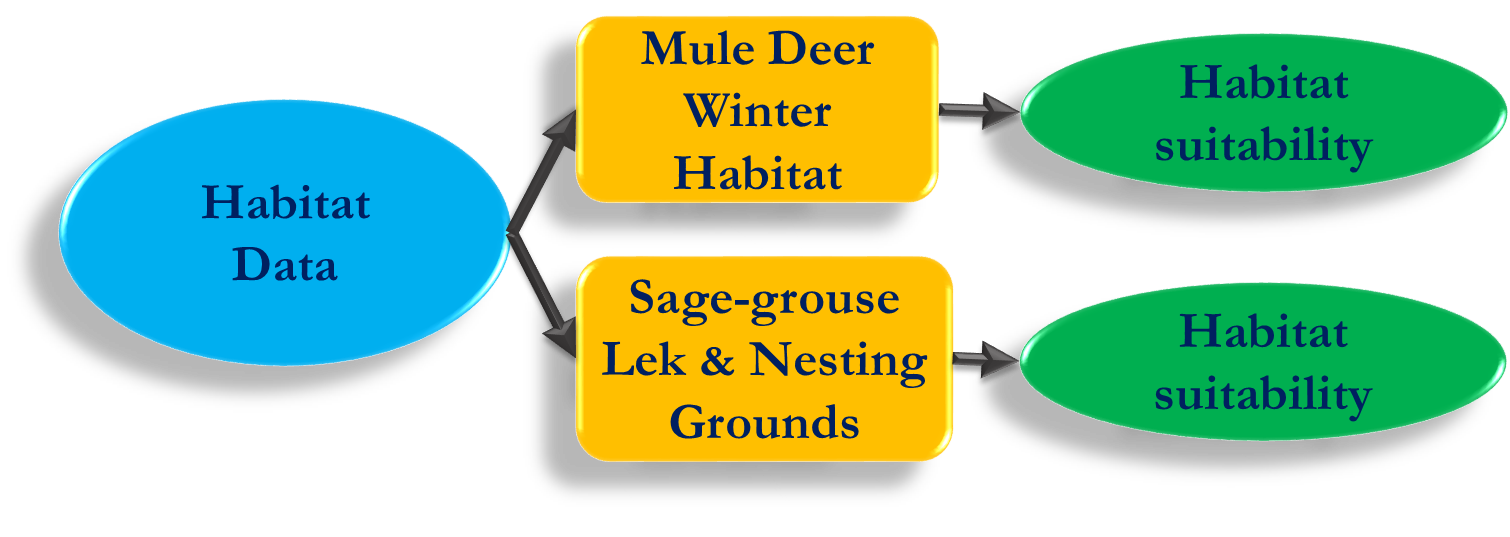 Habitat
Data
Mule Deer
Winter
Habitat
Habitat
suitability
Sage-grouse
Lek & Nesting
Grounds
Habitat
suitability